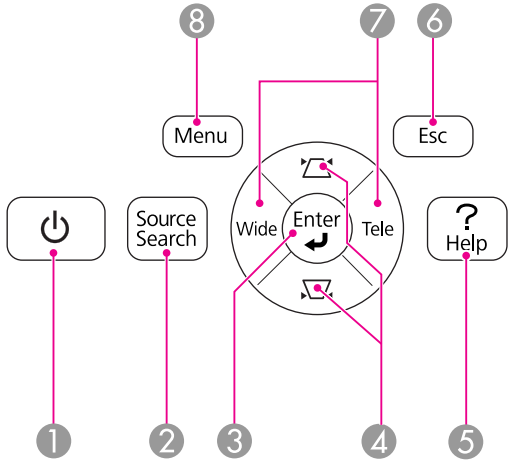 8 7 6
Menu
Esc
Source
Search
Wide
Enter
Tele
?
Help
1 2 3 4 5